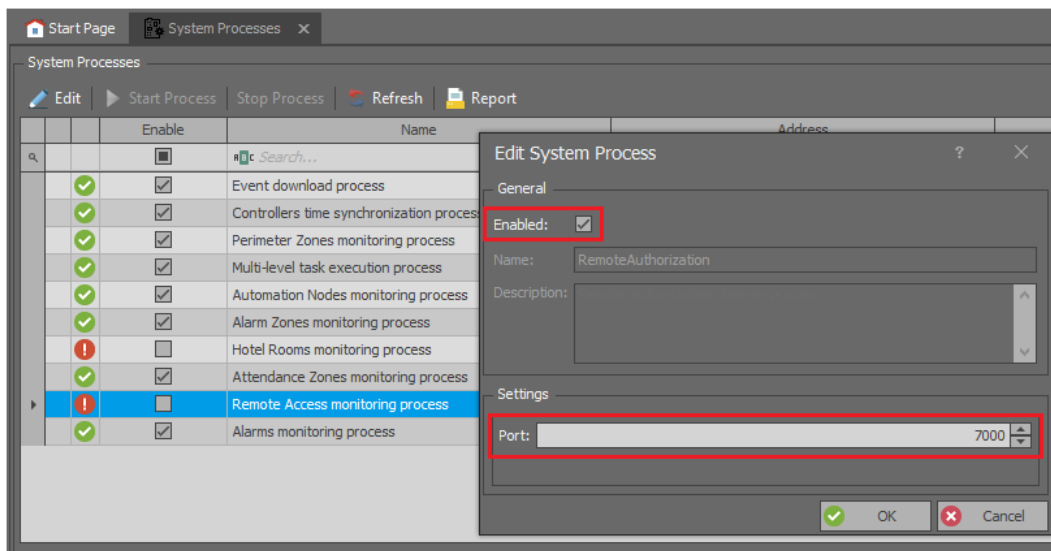 Start Page System Processes
System Processes
Edit Start Process Stop Process Refresh Report
Enable Name Address
ABC Search...
Event download process
Controllers time synchronization proces
Perimeter Zones monitoring process
Multi-level task execution process
Automation Nodes monitoring process
Alarm Zones monitoring process
Hotel Rooms monitoring process
Attendance Zones monitoring process
Remote Access monitoring process
Alarms monitoring process
Edit System Process ?
General
Enabled:
Name: RemoteAuthorization
Description:
Settings
Port: 7000
OK Cancel